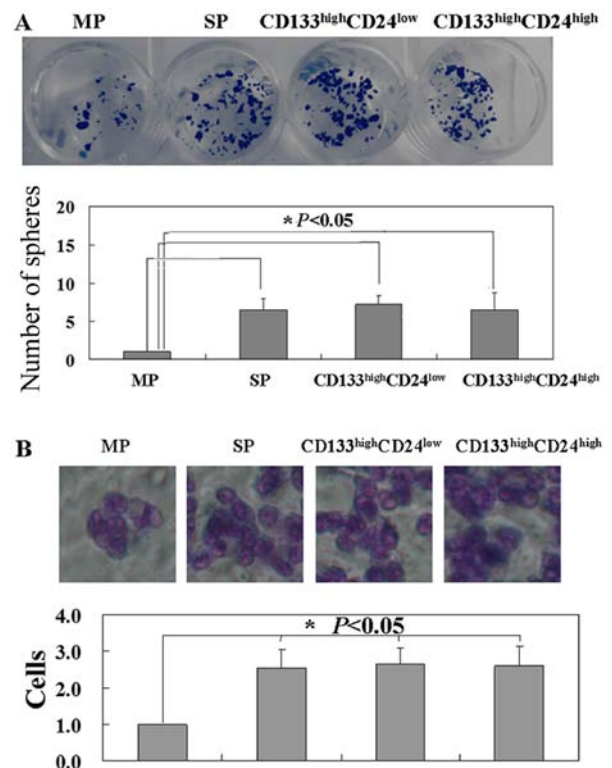 A MP SP CD133highCD24low CD133highCD24high
Number of spheres
20
15
10
5
0
* P<0.05
MP SP CD133highCD24low CD133highCD24high
B MP SP CD133highCD24low CD133highCD24high
Cells
4.0
3.0
2.0
1.0
0.0
* P<0.05